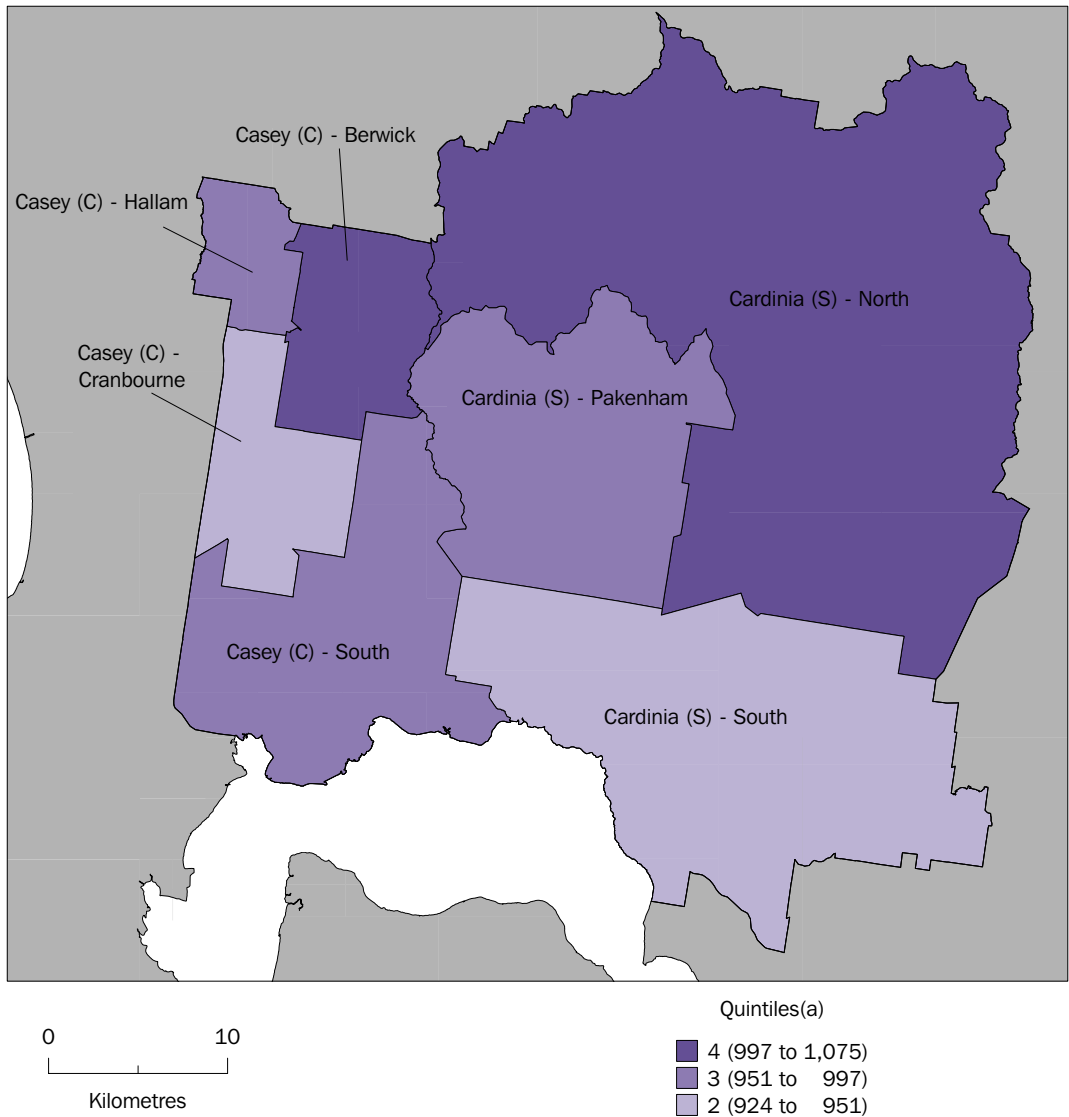 Casey (C) - Berwick
Casey (C) - Hallam
Cardinia (S) - North
Casey (C) -
Cranbourne
Cardinia (S) - Pakenham
Casey (C) - South
Cardinia (S) - South
Quintiles(a)
0 10
4 (997 to 1,075)
3 (951 to 997)
Kilometres
2 (924 to 951)